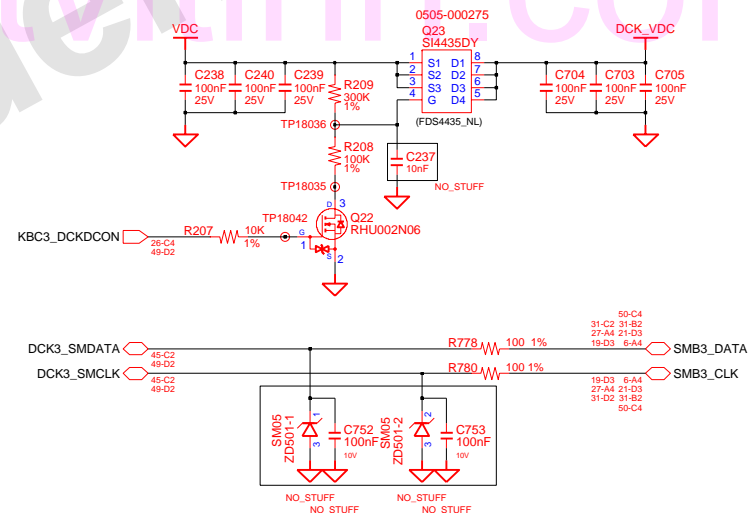 0505-000275
VDC
Q23
SI4435DY
DCK_VDC
C238
100nF
25V
C240
100nF
25V
C239
100nF
25V
R209
300K
1%
1 S1 D1 8
2 S2 D2 7
3 S3 D3 6
4 G D4 5
(FDS4435_NL)
C704
100nF
25V
C703
100nF
25V
C705
100nF
25V
TP18036
R208
100K
1%
C237
10nF
NO_STUFF
TP18035
D 3
TP18042
Q22
RHU002N06
KBC3_DCKDCON
26-C4
49-D2
R207
10K
1%
G
1
S
2
50-C4
31-C2 31-B2
27-A4 21-D3
19-D3 6-A4
DCK3_SMDATA
45-C2
49-D2
R778
100 1%
SMB3_DATA
DCK3_SMCLK
45-C2
49-D2
R780
100 1%
SMB3_CLK
19-D3 6-A4
27-A4 21-D3
31-D2 31-B2
50-C4
SM05
ZD501-1
1
3
C752
100nF
10V
SM05
ZD501-2
2
3
C753
100nF
10V
NO_STUFF
NO_STUFF
NO_STUFF
NO_STUFF